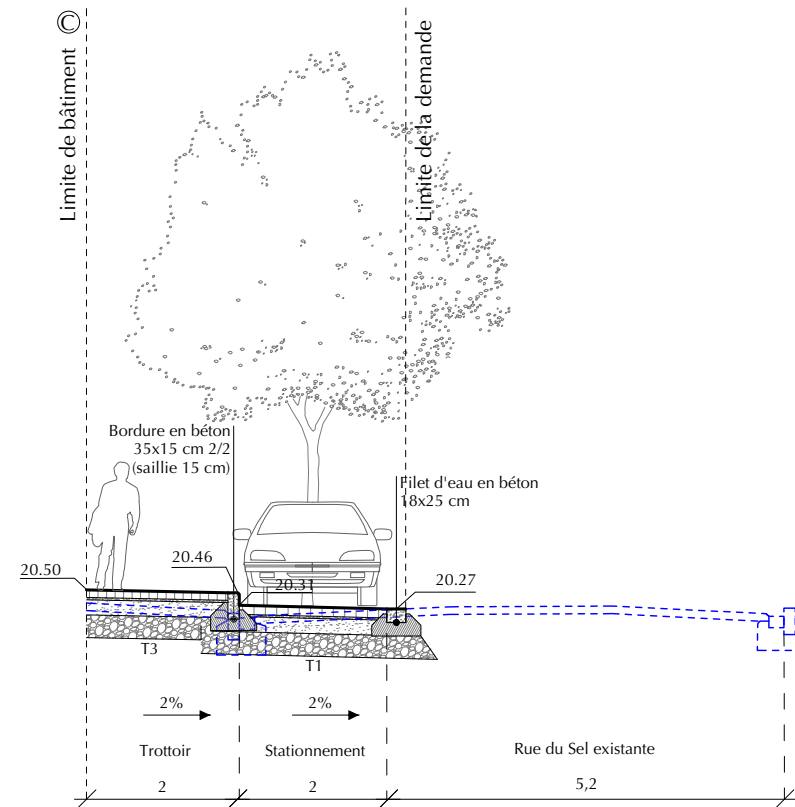 ©
Limite de bâtiment
Limite de la demande
Bordure en béton
35x15 cm 2/2
(saillie 15 cm)
Filet d'eau en béton
18x25 cm
20.50
20.46
20.31
20.27
T3
T1
2%
2%
Trottoir
Stationnement
Rue du Sel existante
2
2
5,2